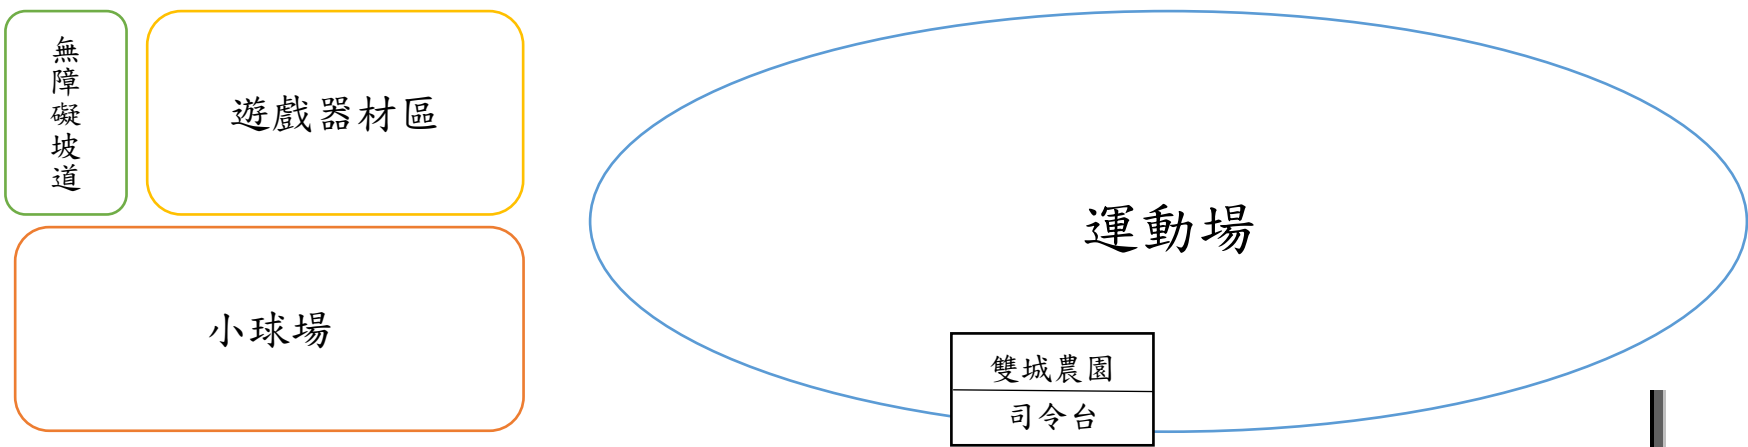 無障礙坡道
遊戲器材區
運動場
小球場
雙城農園
司令台